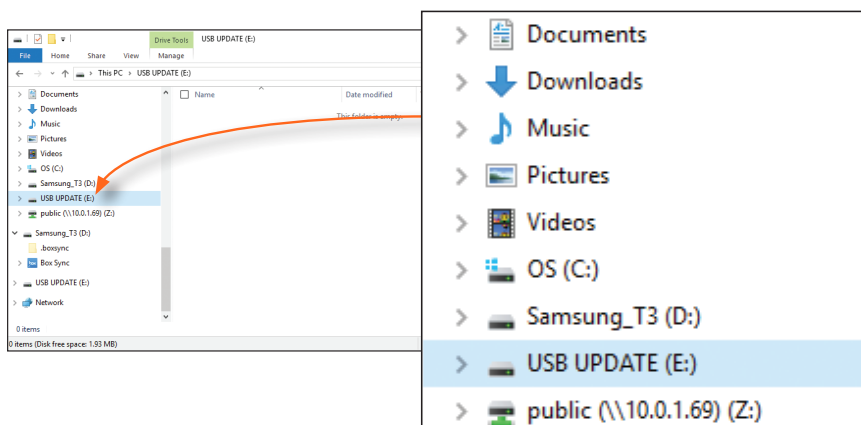 Drive Tools USB UPDATE (E:)
File Home Share View Manage
This PC > USB UPDATE (E:)
Documents
Downloads
Music
Pictures
Videos
OS (C:)
Samsung_T3 (D:)
USB UPDATE (E:)
public (\\10.0.1.69) (Z:)
Samsung_T3 (D:)
.boxsync
Box Sync
USB UPDATE (E:)
Network
Name Date modified
This folder is empty.
0 items
0 items (Disk free space: 1.93 MB)
Documents
Downloads
Music
Pictures
Videos
OS (C:)
Samsung_T3 (D:)
USB UPDATE (E:)
public (\\10.0.1.69) (Z:)